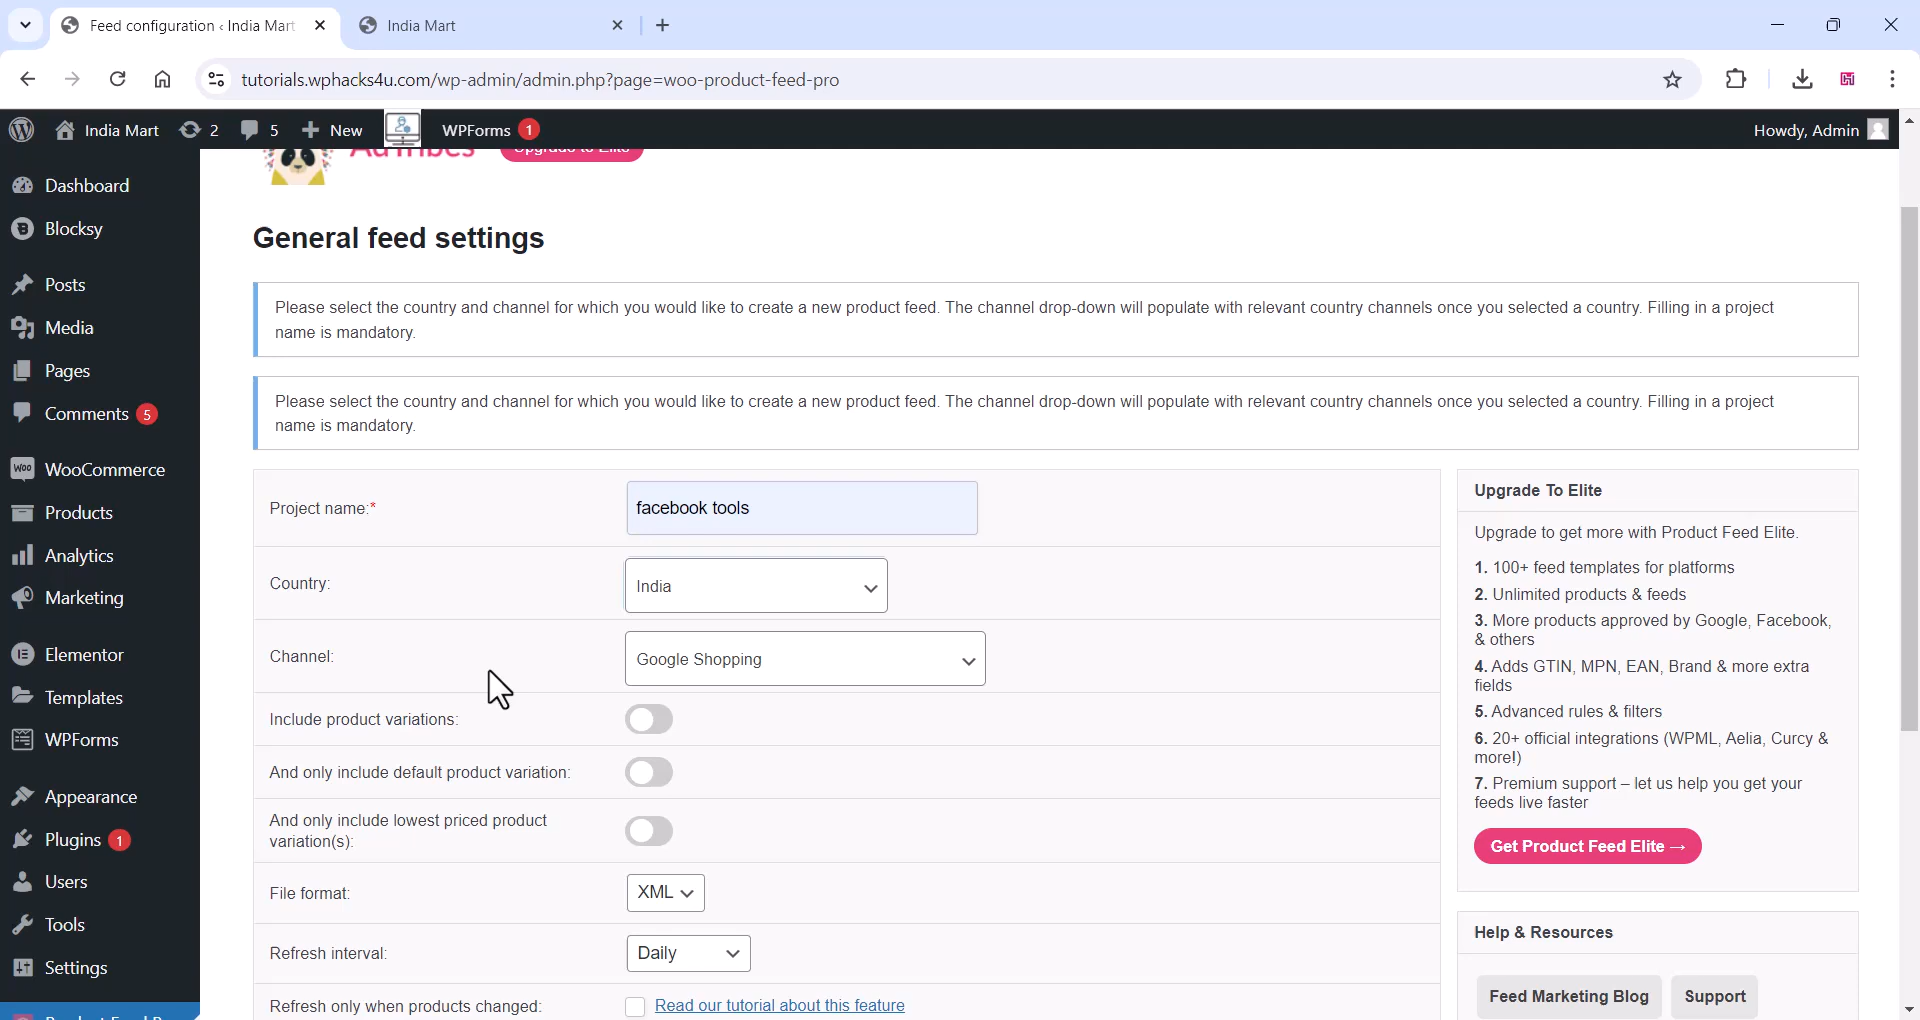 Feed configuration ‹ India Mart
India Mart
tutorials.wphacks4u.com/wp-admin/admin.php?page=woo-product-feed-pro
India Mart
2
5
New
WPForms
1
Howdy, Admin
AdTribes
Upgrade to Elite
Dashboard
Blocksy
Posts
Media
Pages
Comments 5
WooCommerce
Products
Analytics
Marketing
Elementor
Templates
WPForms
Appearance
Plugins 1
Users
Tools
Settings
General feed settings
Please select the country and channel for which you would like to create a new product feed. The channel drop-down will populate with relevant country channels once you selected a country. Filling in a project
name is mandatory.
Please select the country and channel for which you would like to create a new product feed. The channel drop-down will populate with relevant country channels once you selected a country. Filling in a project
name is mandatory.
Project name:* facebook tools
Country: India
Channel: Google Shopping
Include product variations:
And only include default product variation:
And only include lowest priced product
variation(s):
File format: XML
Refresh interval: Daily
Refresh only when products changed: Read our tutorial about this feature
Upgrade To Elite
Upgrade to get more with Product Feed Elite.
1. 100+ feed templates for platforms
2. Unlimited products & feeds
3. More products approved by Google, Facebook,
& others
4. Adds GTIN, MPN, EAN, Brand & more extra
fields
5. Advanced rules & filters
6. 20+ official integrations (WPML, Aelia, Curcy &
more!)
7. Premium support – let us help you get your
feeds live faster
Get Product Feed Elite →
Help & Resources
Feed Marketing Blog
Support